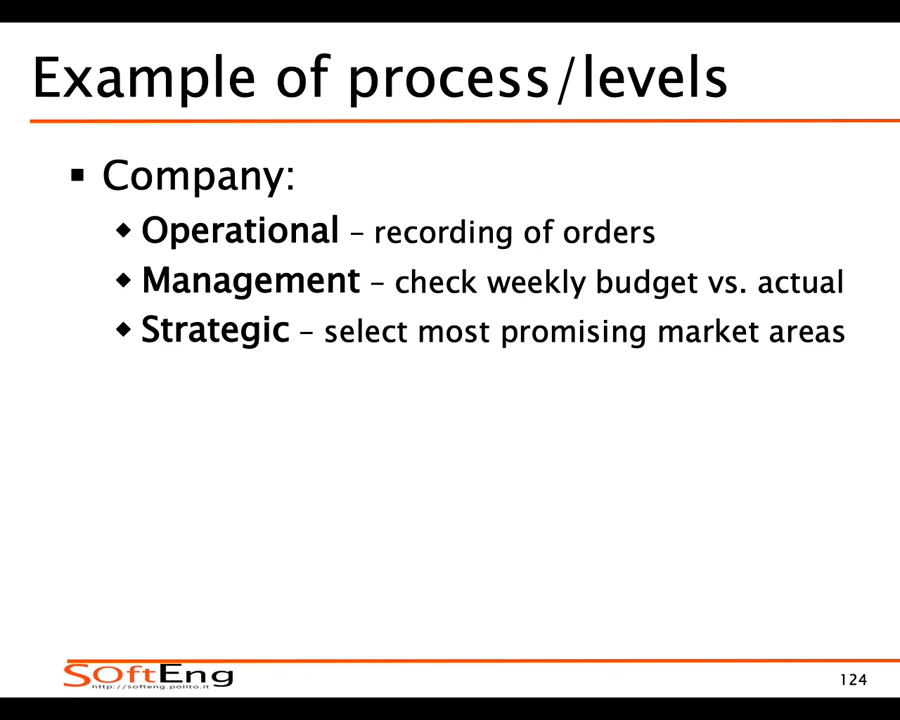 Example of process/levels
▪ Company:
◆ Operational – recording of orders
◆ Management – check weekly budget vs. actual
◆ Strategic – select most promising market areas
SOftEng
http://softeng.polito.it
124